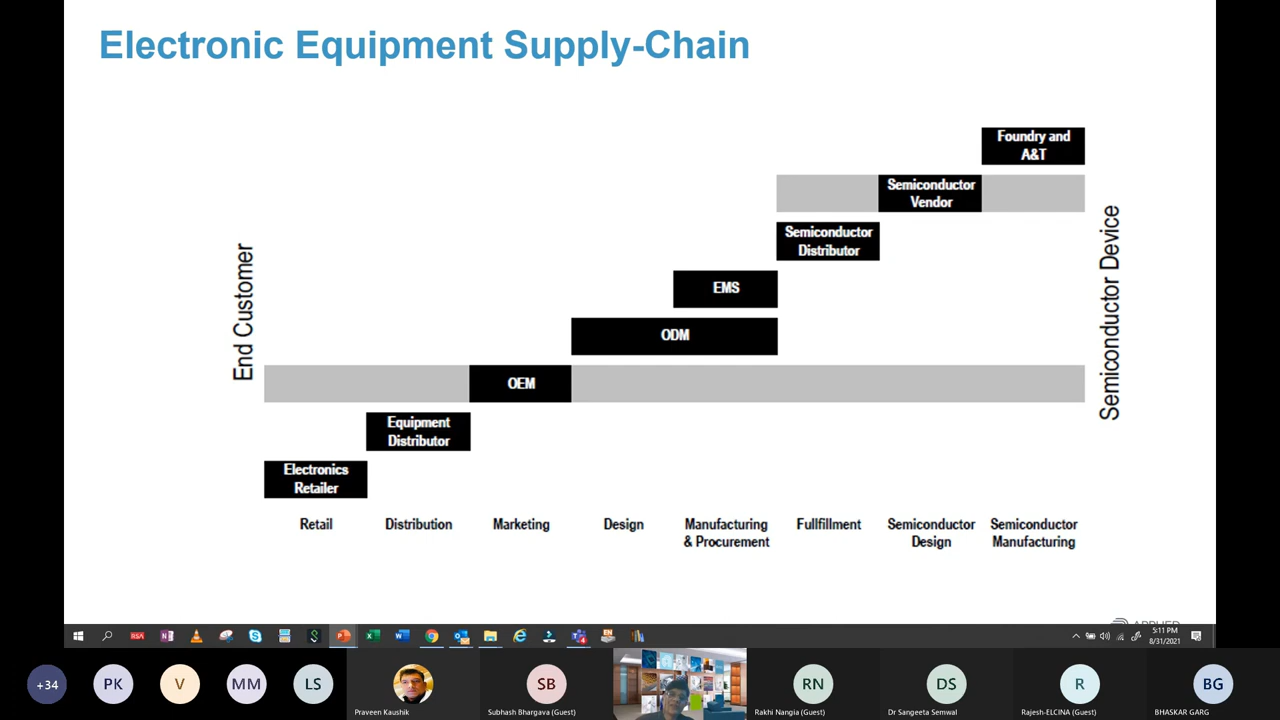 Electronic Equipment Supply-Chain
Foundry and
A&T
Semiconductor
Vendor
Semiconductor
Distributor
EMS
ODM
OEM
Equipment
Distributor
Electronics
Retailer
End Customer
Semiconductor Device
Retail
Distribution
Marketing
Design
Manufacturing
& Procurement
Fullfillment
Semiconductor
Design
Semiconductor
Manufacturing
5:11 PM
8/31/2021
+34
PK
V
MM
LS
Praveen Kaushik
SB
Subhash Bhargava (Guest)
RN
Rakhi Nangia (Guest)
DS
Dr Sangeeta Semwal
R
Rajesh-ELCINA (Guest)
BG
BHASKAR GARG